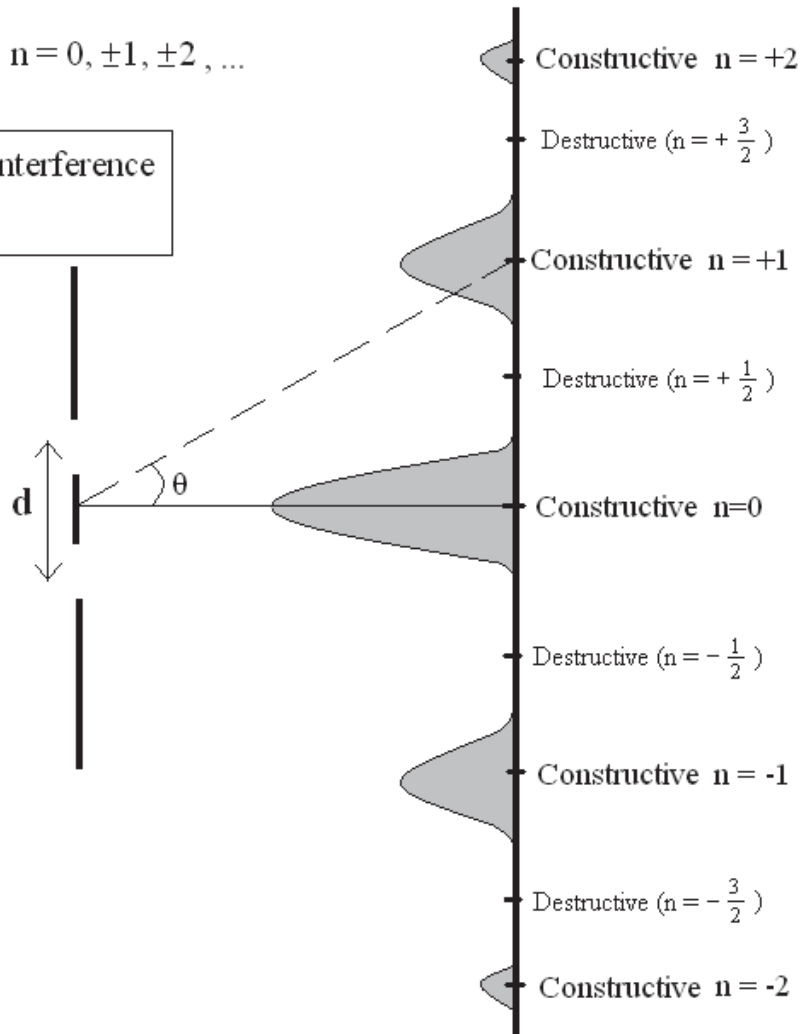 n = 0, ±1, ±2 , ...
nterference
Constructive n = +2
Destructive (n = + 3/2 )
Constructive n = +1
Destructive (n = + 1/2 )
d
θ
Constructive n=0
Destructive (n = − 1/2 )
Constructive n = -1
Destructive (n = − 3/2 )
Constructive n = -2